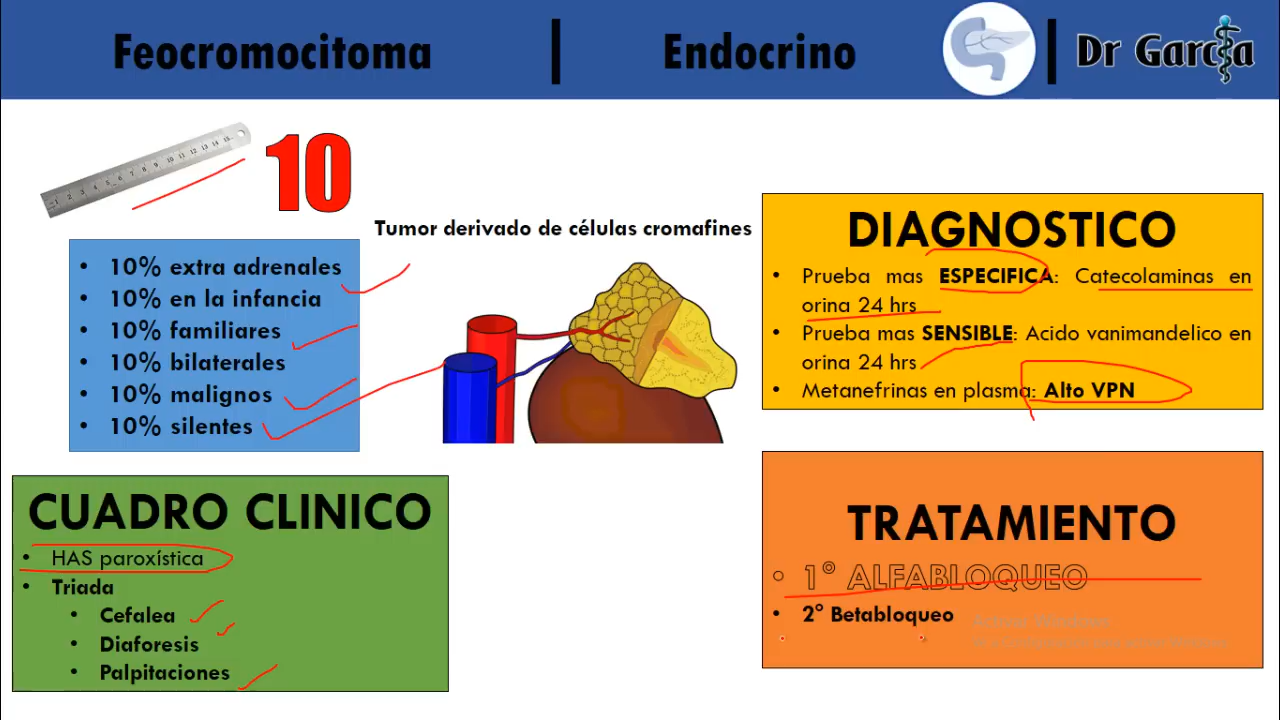 Feocromocitoma | Endocrino | Dr García
10
Tumor derivado de células cromafines
• 10% extra adrenales
• 10% en la infancia
• 10% familiares
• 10% bilaterales
• 10% malignos
• 10% silentes
CUADRO CLINICO
• HAS paroxística
• Triada
• Cefalea
• Diaforesis
• Palpitaciones
DIAGNOSTICO
• Prueba mas ESPECIFICA: Catecolaminas en
orina 24 hrs
• Prueba mas SENSIBLE: Acido vanimandelico en
orina 24 hrs
• Metanefrinas en plasma: Alto VPN
TRATAMIENTO
1° ALFABLOQUEO
• 2° Betabloqueo